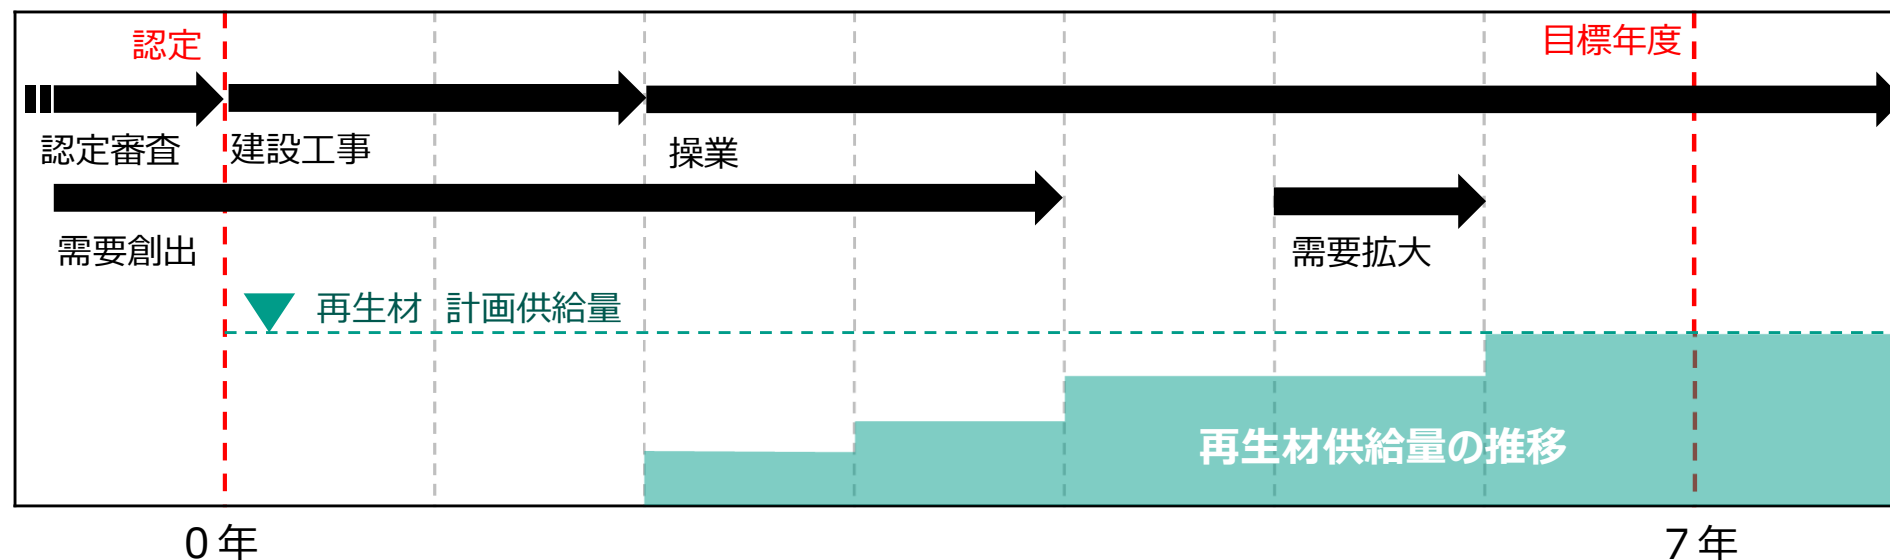 認定
目標年度
認定審査
建設工事
操業
需要創出
需要拡大
再生材 計画供給量
再生材供給量の推移
0年
7年